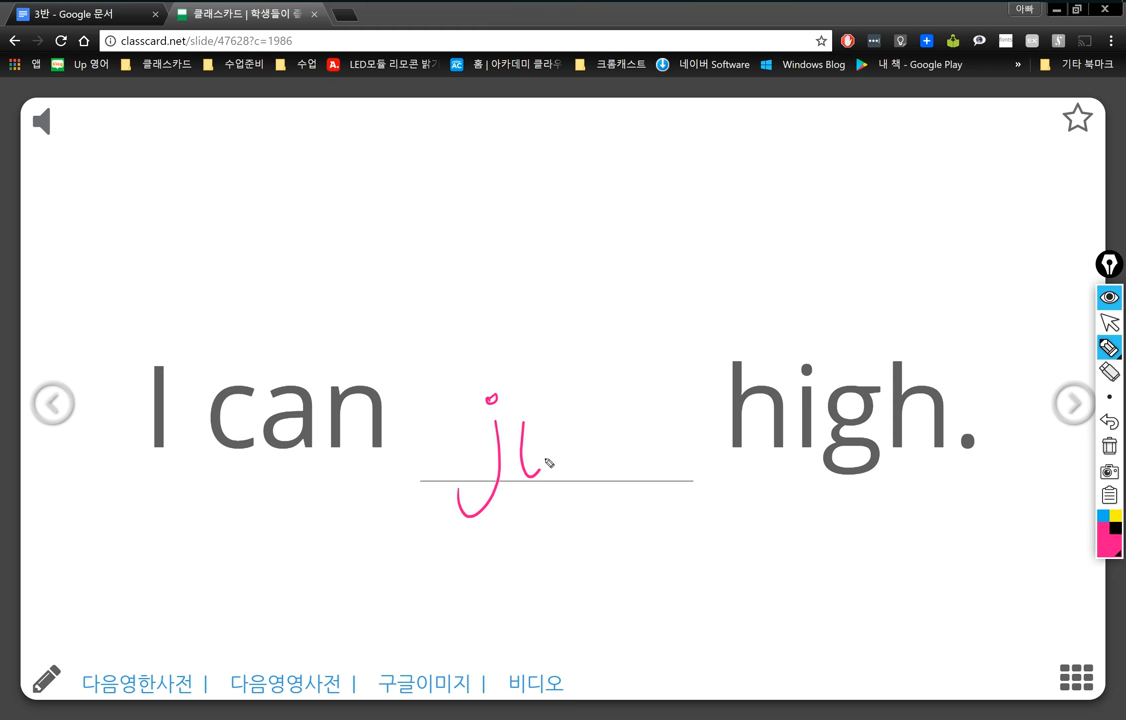 3반 - Google 문서
클래스카드 | 학생들이 즐
아빠
classcard.net/slide/47628?c=1986
앱
Up 영어
클래스카드
수업준비
수업
LED모듈 리모콘 밝기
홈 | 아카데미 클라우
크롬캐스트
네이버 Software
Windows Blog
내 책 - Google Play
»
기타 북마크
I can ju high.
다음영한사전 | 다음영영사전 | 구글이미지 | 비디오